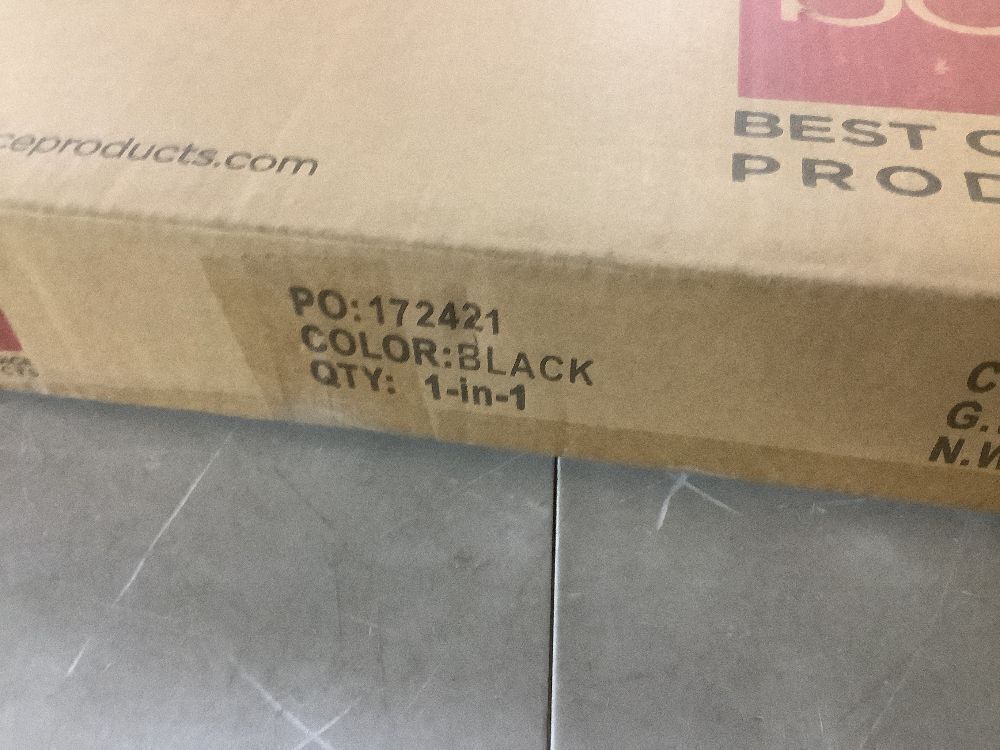 ceproducts.com
BEST C
PROD
PO:172421
COLOR:BLACK
QTY: 1-in-1
C
G.
N.W